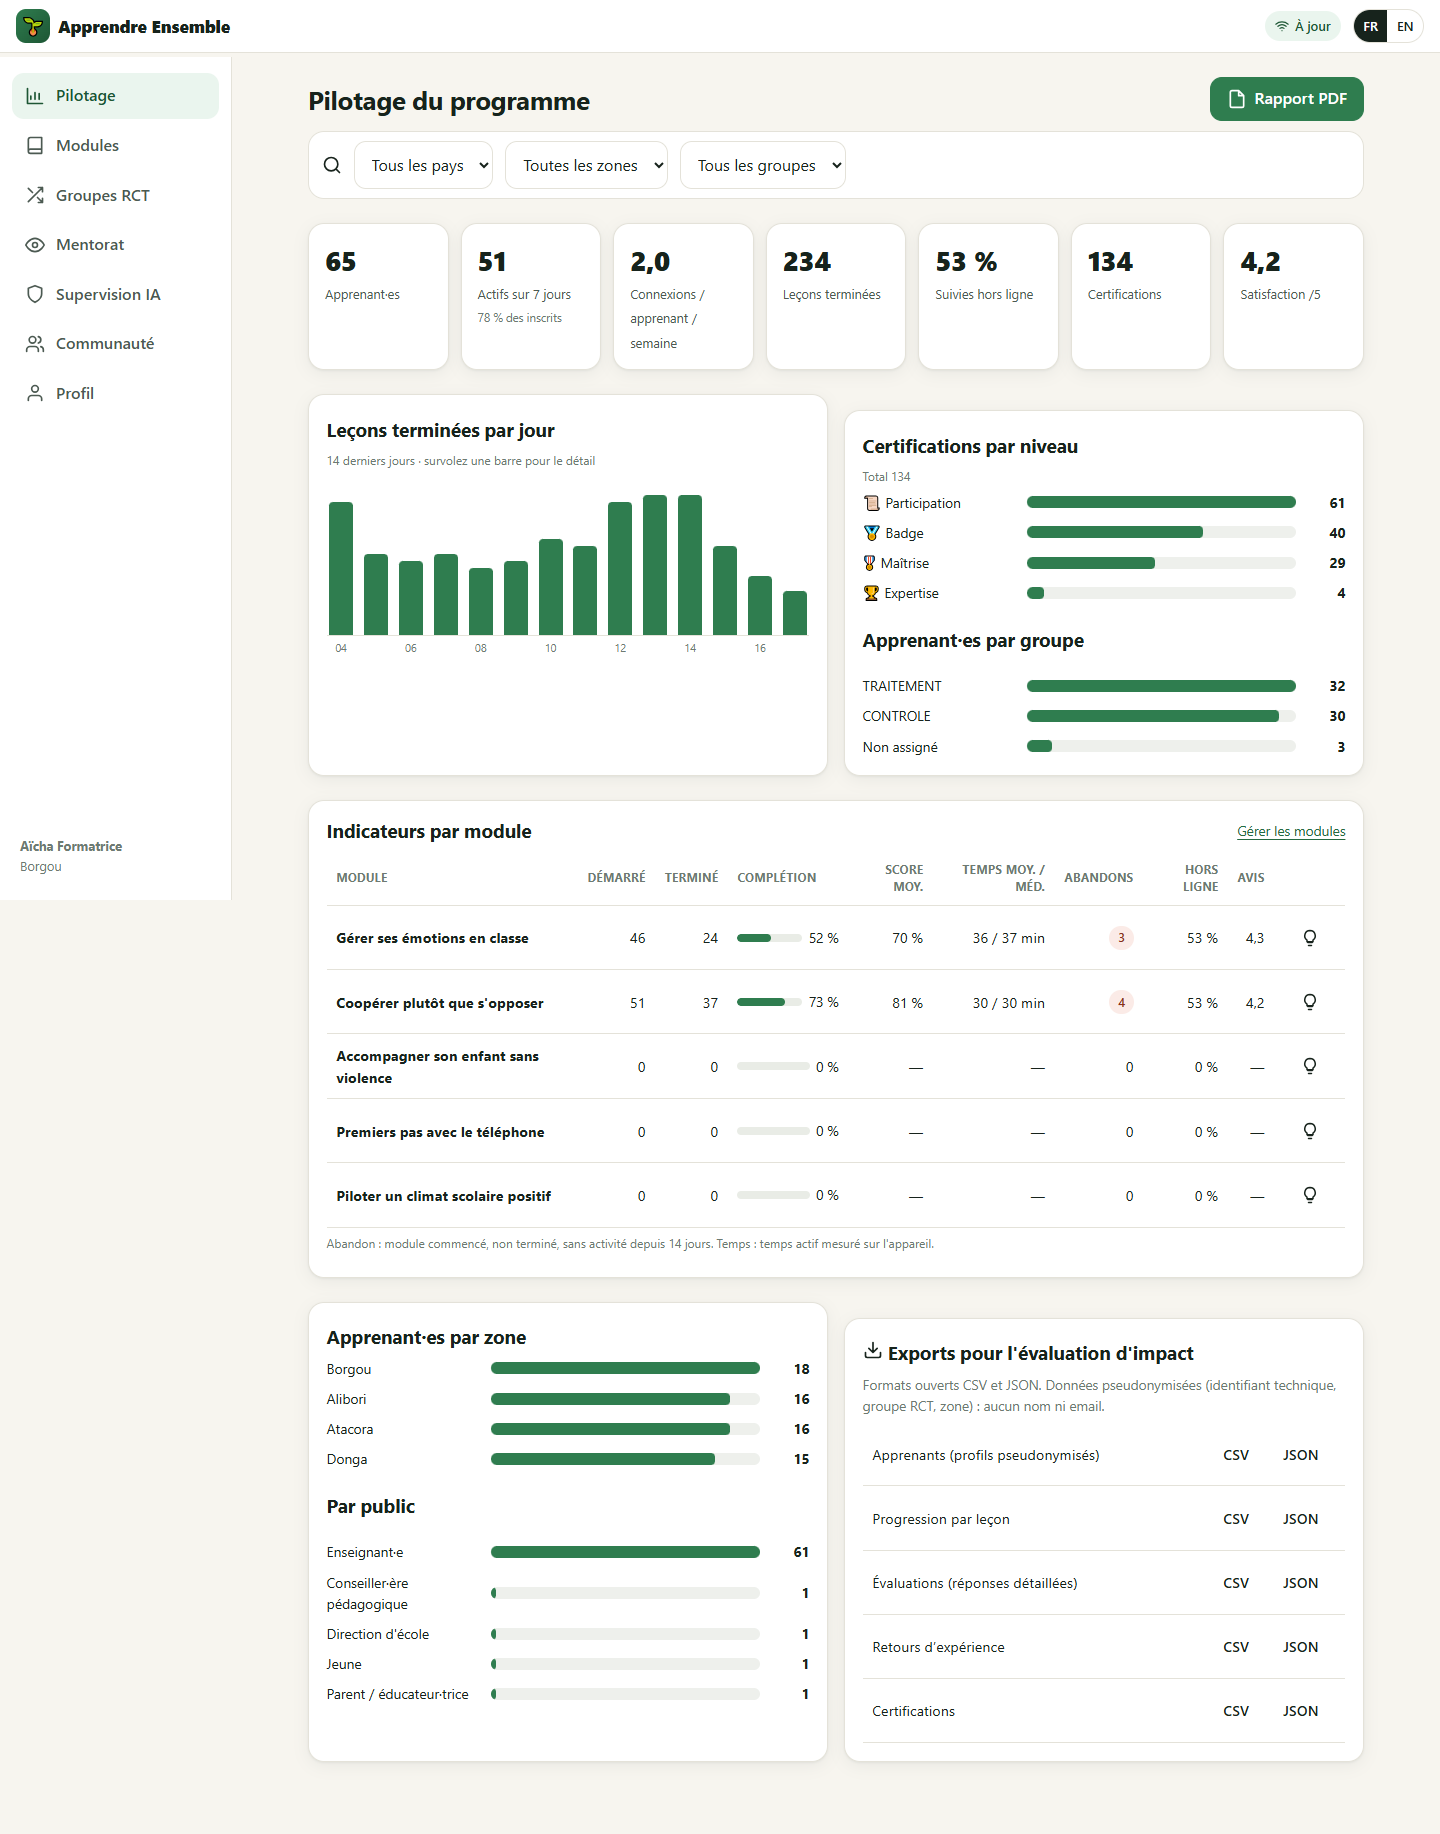 Apprendre Ensemble
À jour
FR
EN
Pilotage
Modules
Groupes RCT
Mentorat
Supervision IA
Communauté
Profil
Aïcha Formatrice
Borgou
Pilotage du programme
Rapport PDF
Tous les pays
Toutes les zones
Tous les groupes
65
Apprenant·es
51
Actifs sur 7 jours
78 % des inscrits
2,0
Connexions /
apprenant /
semaine
234
Leçons terminées
53 %
Suivies hors ligne
134
Certifications
4,2
Satisfaction /5
Leçons terminées par jour
14 derniers jours · survolez une barre pour le détail
04 06 08 10 12 14 16
Certifications par niveau
Total 134
Participation 61
Badge 40
Maîtrise 29
Expertise 4
Apprenant·es par groupe
TRAITEMENT 32
CONTROLE 30
Non assigné 3
Indicateurs par module
Gérer les modules
MODULE DÉMARRÉ TERMINÉ COMPLÉTION SCORE MOY. TEMPS MOY. / MÉD. ABANDONS HORS LIGNE AVIS
Gérer ses émotions en classe 46 24 52 % 70 % 36 / 37 min 3 53 % 4,3
Coopérer plutôt que s'opposer 51 37 73 % 81 % 30 / 30 min 4 53 % 4,2
Accompagner son enfant sans violence 0 0 0 % — — 0 0 % —
Premiers pas avec le téléphone 0 0 0 % — — 0 0 % —
Piloter un climat scolaire positif 0 0 0 % — — 0 0 % —
Abandon : module commencé, non terminé, sans activité depuis 14 jours. Temps : temps actif mesuré sur l'appareil.
Apprenant·es par zone
Borgou 18
Alibori 16
Atacora 16
Donga 15
Par public
Enseignant·e 61
Conseiller·ère pédagogique 1
Direction d'école 1
Jeune 1
Parent / éducateur·trice 1
Exports pour l'évaluation d'impact
Formats ouverts CSV et JSON. Données pseudonymisées (identifiant technique,
groupe RCT, zone) : aucun nom ni email.
Apprenants (profils pseudonymisés) CSV JSON
Progression par leçon CSV JSON
Évaluations (réponses détaillées) CSV JSON
Retours d'expérience CSV JSON
Certifications CSV JSON